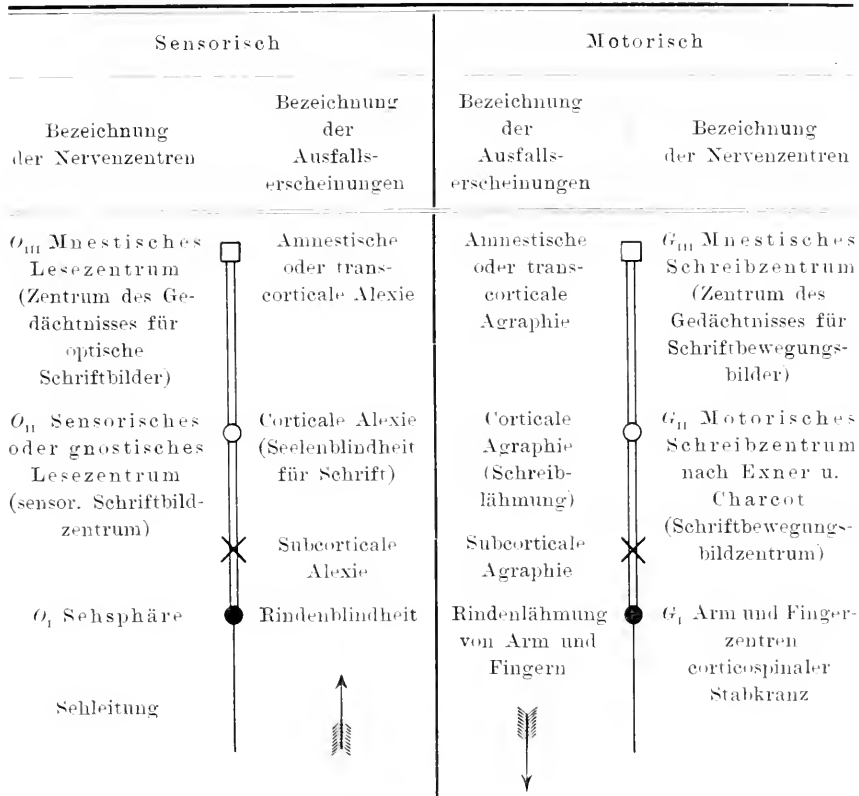 Sensorisch
Motorisch
Bezeichnung
der Nervenzentren
Bezeichnung
der
Ausfalls-
erscheinungen
Bezeichnung
der
Ausfalls-
erscheinungen
Bezeichnung
der Nervenzentren
O_III Mnestisches
Lesezentrum
(Zentrum des Ge-
dächtnisses für
optische
Schriftbilder)
Amnestische
oder trans-
corticale Alexie
Amnestische
oder trans-
corticale
Agraphie
G_III Mnestisches
Schreibzentrum
(Zentrum des
Gedächtnisses für
Schriftbewegungs-
bilder)
O_II Sensorisches
oder gnostisches
Lesezentrum
(sensor. Schriftbild-
zentrum)
Corticale Alexie
(Seelenblindheit
für Schrift)
Corticale
Agraphie
(Schreib-
lähmung)
G_II Motorisches
Schreibzentrum
nach Exner u.
Charcot
(Schriftbewegungs-
bildzentrum)
Subcorticale
Alexie
Subcorticale
Agraphie
O_I Sehsphäre
Rindenblindheit
Rindenlähmung
von Arm und
Fingern
G_I Arm und Finger-
zentren
corticospinaler
Stabkranz
Sehleitung